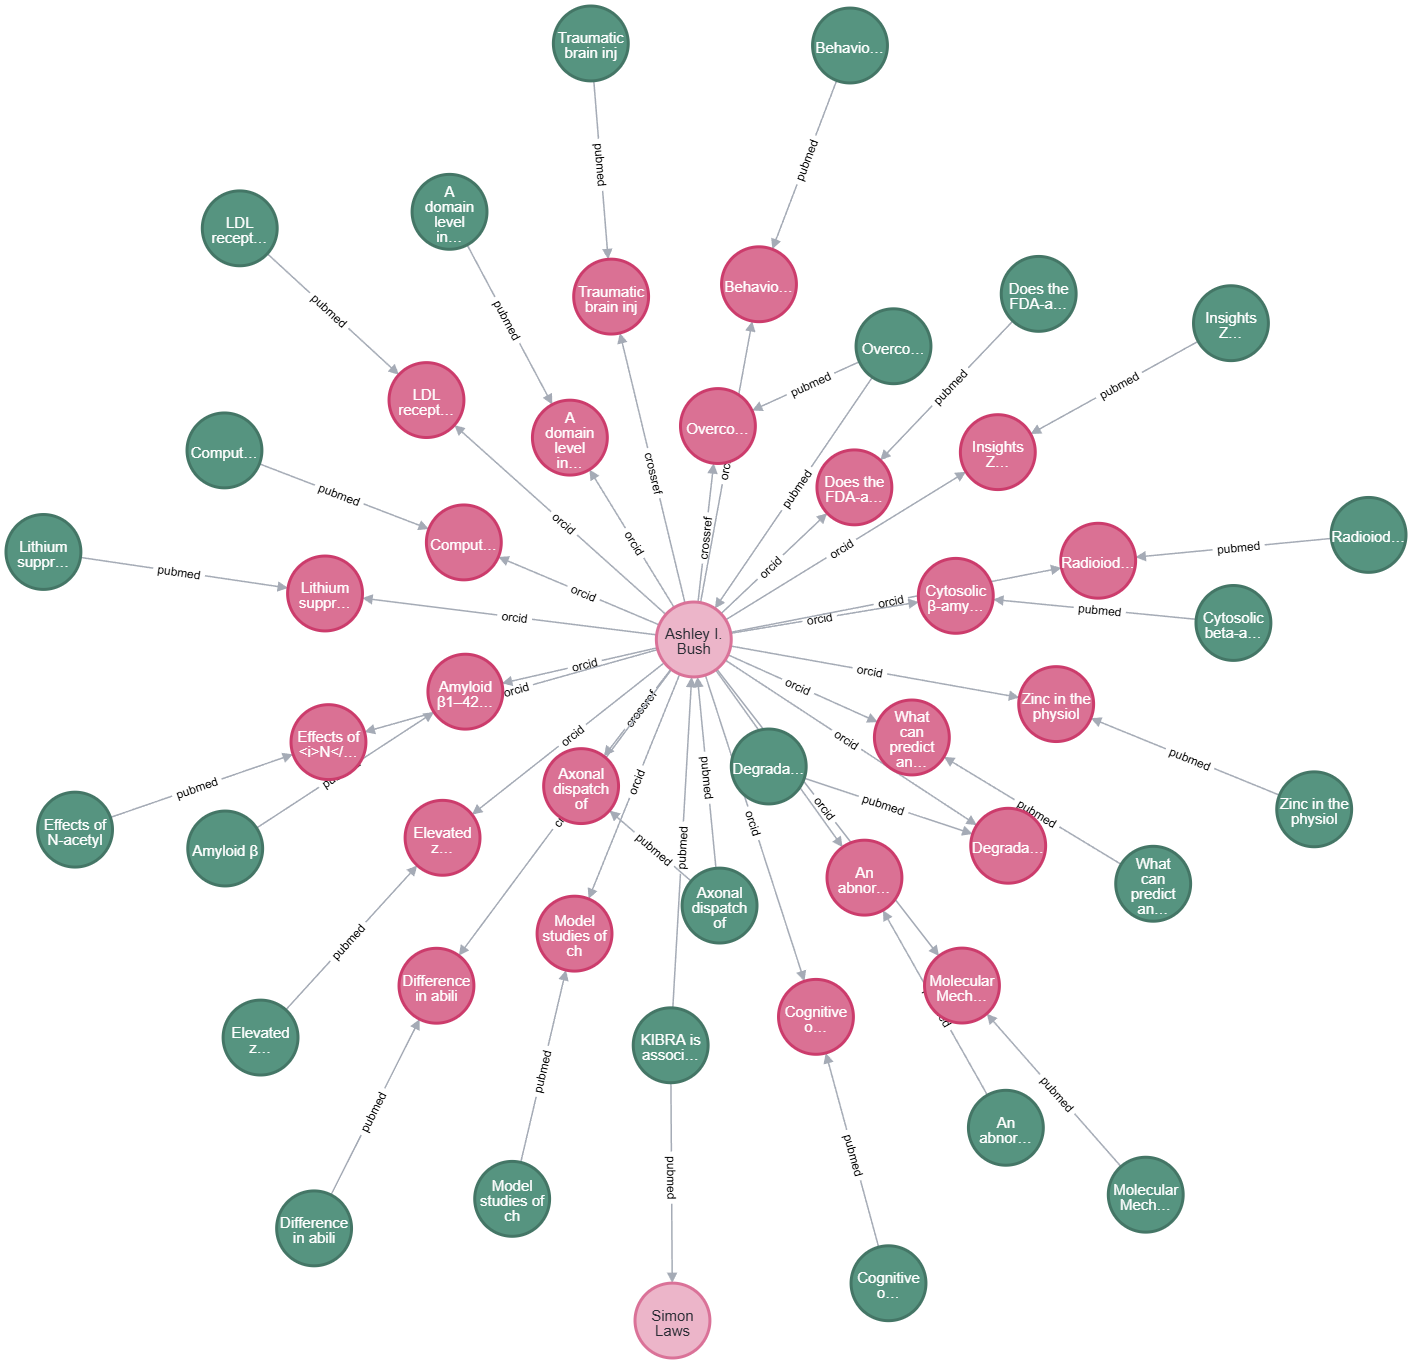 Traumatic
brain inj
Behavio...
pubmed
pubmed
A
domain
level
in...
LDL
recept...
pubmed
pubmed
Traumatic
brain inj
Behavio...
Does the
FDA-a...
Insights
Z...
Overco...
pubmed
pubmed
pubmed
LDL
recept...
A
domain
level
in...
Overco...
Comput...
pubmed
crossref
orc
pubmed
Does the
FDA-a...
Insights
Z...
Lithium
suppr...
pubmed
Comput...
orcid
orcid
crossref
orcid
orcid
Radioiod...
pubmed
Radioiod...
Lithium
suppr...
orcid
orcid
Ashley I.
Bush
orcid
orcid
Cytosolic
β-amy...
pubmed
Cytosolic
beta-a...
orcid
orcid
Amyloid
β1–42...
crossref
orcid
orcid
Zinc in the
physiol
Effects of
<i>N</...
orcid
orcid
What
can
predict
an...
pubmed
pubmed
pu
Axonal
dispatch
of
orcid
pubmed
Degrada...
pubmed
Zinc in the
physiol
Effects of
N-acetyl
Amyloid β
Elevated
z...
c
pubmed
pubmed
orcid
orcid
pubmed
Degrada...
An
abnor...
What
can
predict
an...
pubmed
Model
studies of
ch
Axonal
dispatch
of
Difference
in abili
Cognitive
o...
Molecular
Mech...
ed
Elevated
z...
KIBRA is
associ...
pubmed
pubmed
pubmed
An
abnor...
pubmed
pubmed
Difference
in abili
Model
studies of
ch
Molecular
Mech...
Cognitive
o...
Simon
Laws